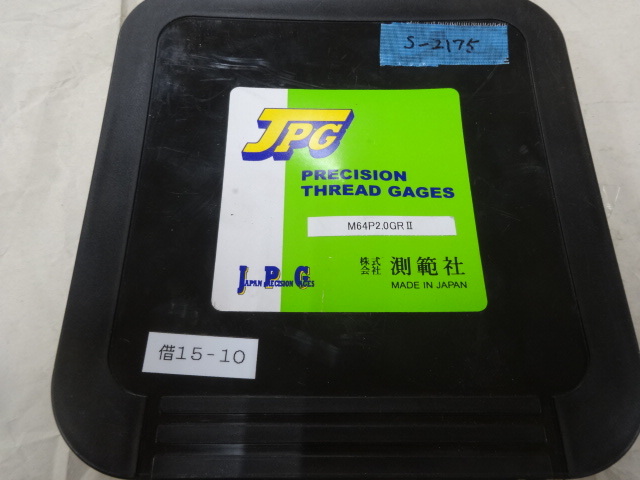 S-2175
JPG
PRECISION
THREAD GAGES
M64P2.0GRⅡ
株式会社 測範社
MADE IN JAPAN
JPG
JAPAN PRECISION GAGES
借15-10